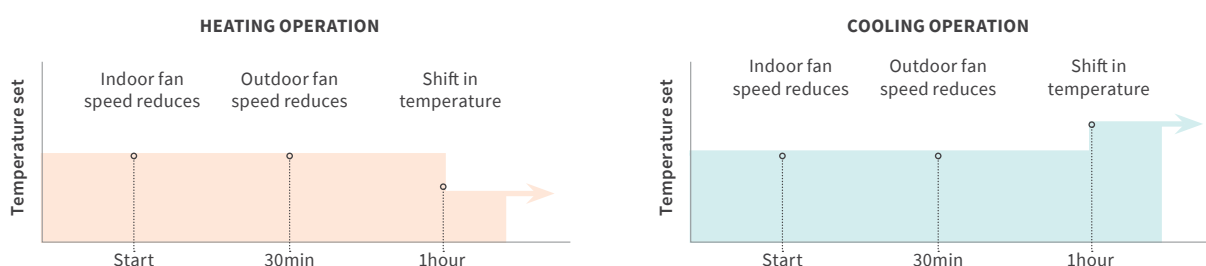 HEATING OPERATION
Temperature set
Indoor fan
speed reduces
Outdoor fan
speed reduces
Shift in
temperature
Start
30min
1hour
COOLING OPERATION
Temperature set
Indoor fan
speed reduces
Outdoor fan
speed reduces
Shift in
temperature
Start
30min
1hour